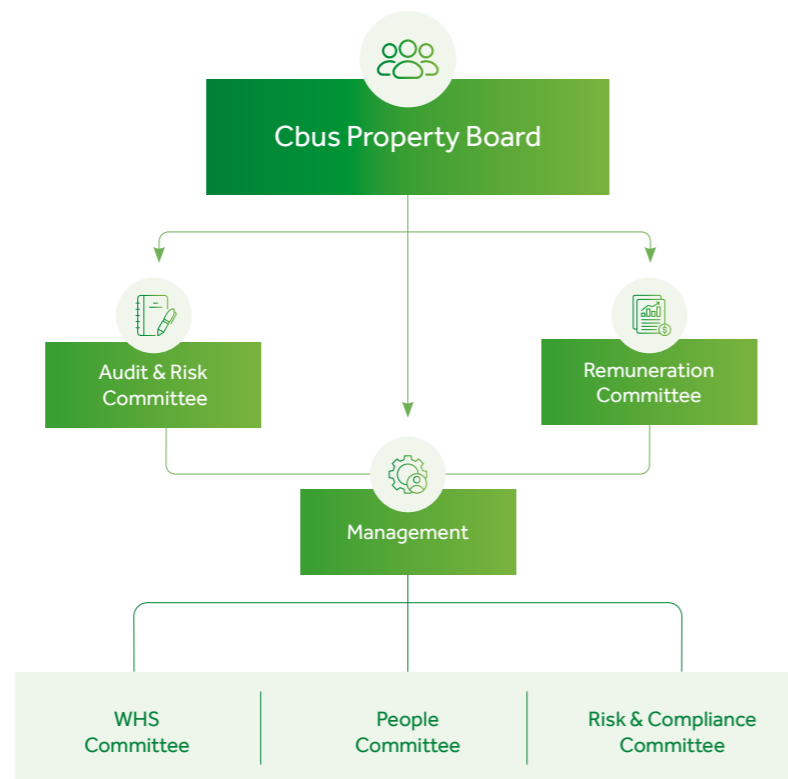 Cbus Property Board
Audit & Risk
Committee
Remuneration
Committee
Management
WHS
Committee
People
Committee
Risk & Compliance
Committee